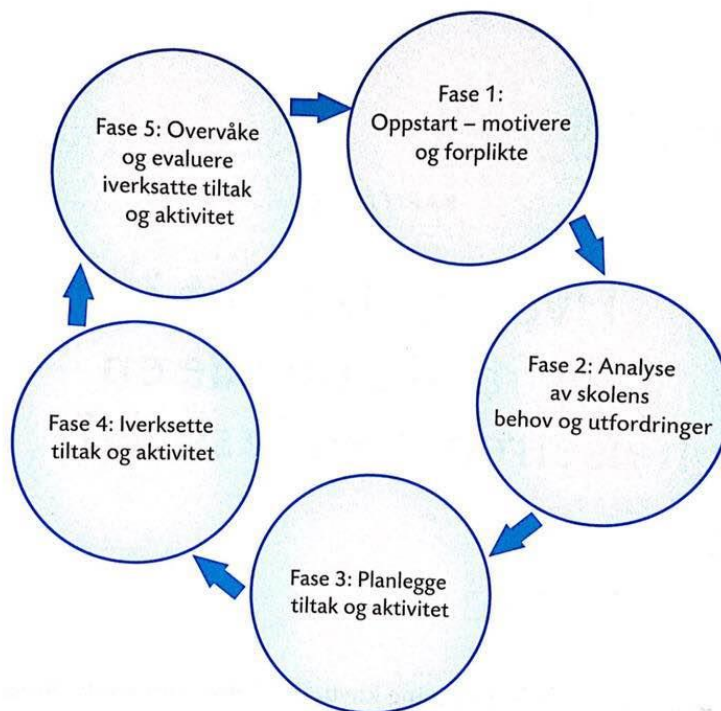 Fase 1:
Oppstart – motivere
og forplikte
Fase 2: Analyse
av skolens
behov og utfordringer
Fase 3: Planlegge
tiltak og aktivitet
Fase 4: Iverksette
tiltak og aktivitet
Fase 5: Overvåke
og evaluere
iverksatte tiltak
og aktivitet